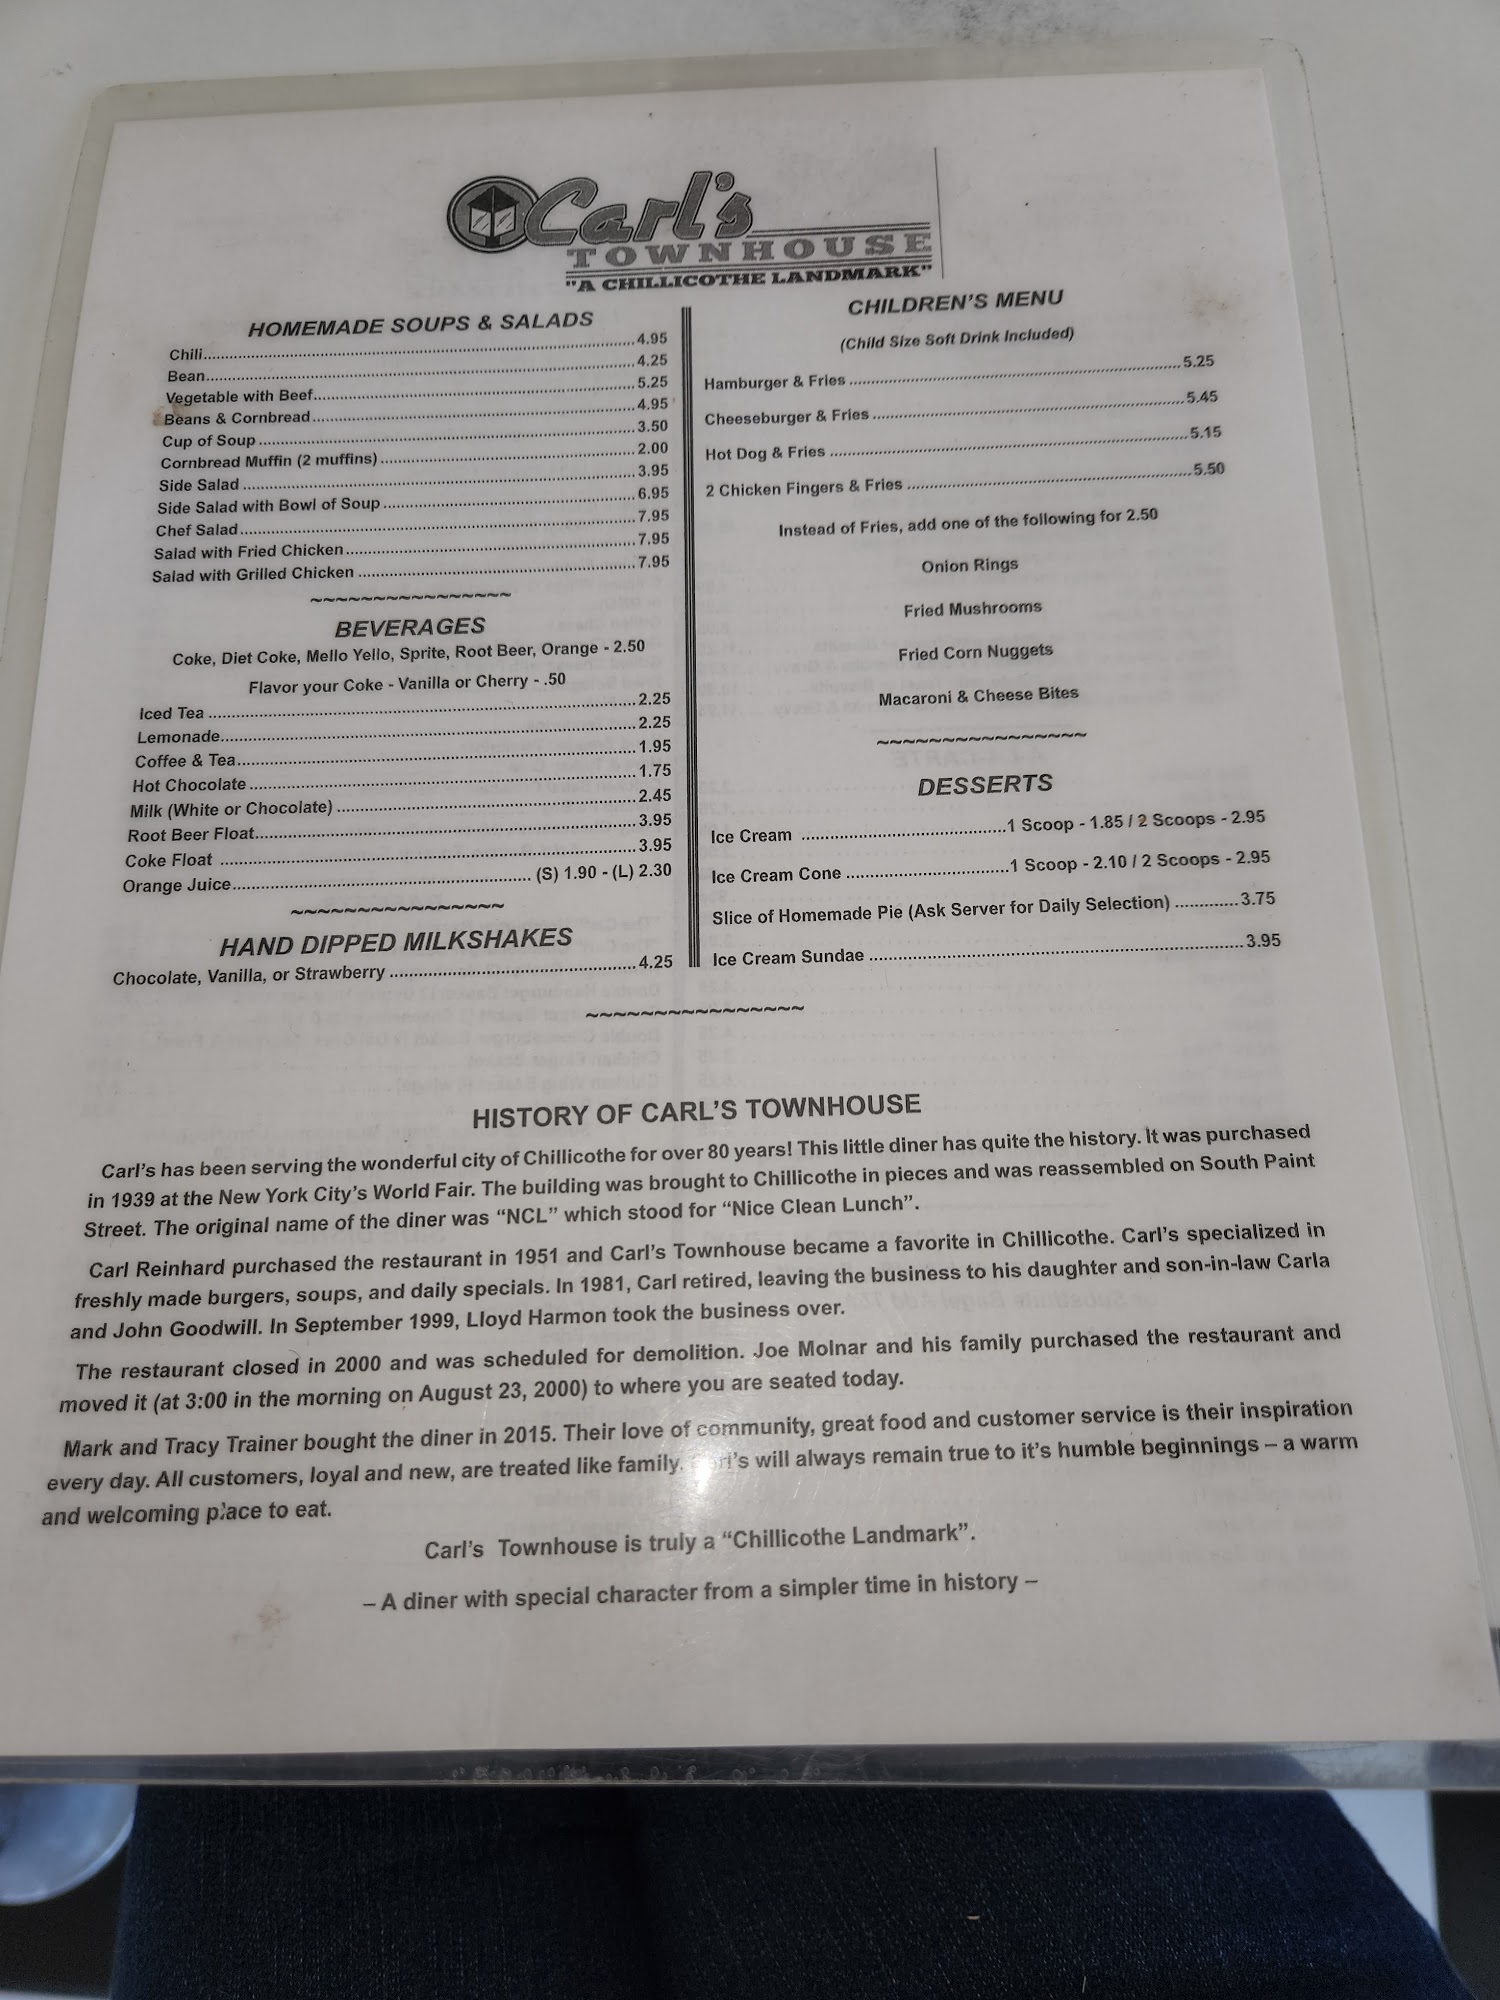 Carl's
TOWNHOUSE
"A CHILLICOTHE LANDMARK"
HOMEMADE SOUPS & SALADS
Chili..........4.95
Bean..........4.25
Vegetable with Beef..........5.25
Beans & Cornbread..........4.95
Cup of Soup..........3.50
Cornbread Muffin (2 muffins)..........2.00
Side Salad..........3.95
Side Salad with Bowl of Soup..........6.95
Chef Salad..........7.95
Salad with Fried Chicken..........7.95
Salad with Grilled Chicken..........7.95
~~~~~~~~~~~~~~~~
BEVERAGES
Coke, Diet Coke, Mello Yello, Sprite, Root Beer, Orange - 2.50
Flavor your Coke - Vanilla or Cherry - .50
Iced Tea..........2.25
Lemonade..........2.25
Coffee & Tea..........1.95
Hot Chocolate..........1.75
Milk (White or Chocolate)..........2.45
Root Beer Float..........3.95
Coke Float..........3.95
Orange Juice..........(S) 1.90 - (L) 2.30
~~~~~~~~~~~~~~~~
HAND DIPPED MILKSHAKES
Chocolate, Vanilla, or Strawberry..........4.25
CHILDREN'S MENU
(Child Size Soft Drink Included)
Hamburger & Fries..........5.25
Cheeseburger & Fries..........5.45
Hot Dog & Fries..........5.15
2 Chicken Fingers & Fries..........5.50
Instead of Fries, add one of the following for 2.50
Onion Rings
Fried Mushrooms
Fried Corn Nuggets
Macaroni & Cheese Bites
~~~~~~~~~~~~~~~~
DESSERTS
Ice Cream..........1 Scoop - 1.85 / 2 Scoops - 2.95
Ice Cream Cone..........1 Scoop - 2.10 / 2 Scoops - 2.95
Slice of Homemade Pie (Ask Server for Daily Selection)..........3.75
Ice Cream Sundae..........3.95
~~~~~~~~~~~~~~~~
HISTORY OF CARL'S TOWNHOUSE
Carl's has been serving the wonderful city of Chillicothe for over 80 years! This little diner has quite the history. It was purchased
in 1939 at the New York City's World Fair. The building was brought to Chillicothe in pieces and was reassembled on South Paint
Street. The original name of the diner was "NCL" which stood for "Nice Clean Lunch".
Carl Reinhard purchased the restaurant in 1951 and Carl's Townhouse became a favorite in Chillicothe. Carl's specialized in
freshly made burgers, soups, and daily specials. In 1981, Carl retired, leaving the business to his daughter and son-in-law Carla
and John Goodwill. In September 1999, Lloyd Harmon took the business over.
The restaurant closed in 2000 and was scheduled for demolition. Joe Molnar and his family purchased the restaurant and
moved it (at 3:00 in the morning on August 23, 2000) to where you are seated today.
Mark and Tracy Trainer bought the diner in 2015. Their love of community, great food and customer service is their inspiration
every day. All customers, loyal and new, are treated like family. Carl's will always remain true to it's humble beginnings – a warm
and welcoming place to eat.
Carl's Townhouse is truly a "Chillicothe Landmark".
– A diner with special character from a simpler time in history –